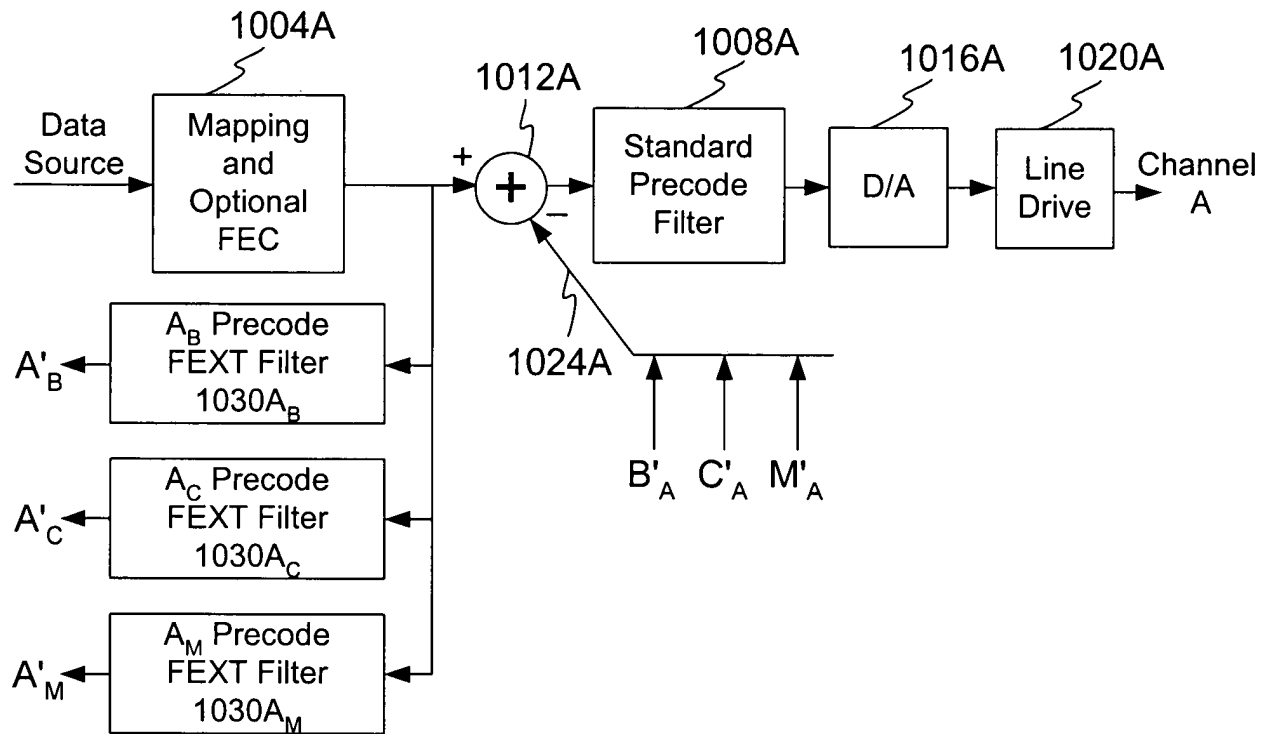 1004A
1008A
1012A
1016A
1020A
Data
Source
Mapping
and
Optional
FEC
+
+
−
Standard
Precode
Filter
D/A
Line
Drive
Channel
A
1024A
B'A C'A M'A
AB Precode
FEXT Filter
1030AB
A'B
AC Precode
FEXT Filter
1030AC
A'C
AM Precode
FEXT Filter
1030AM
A'M